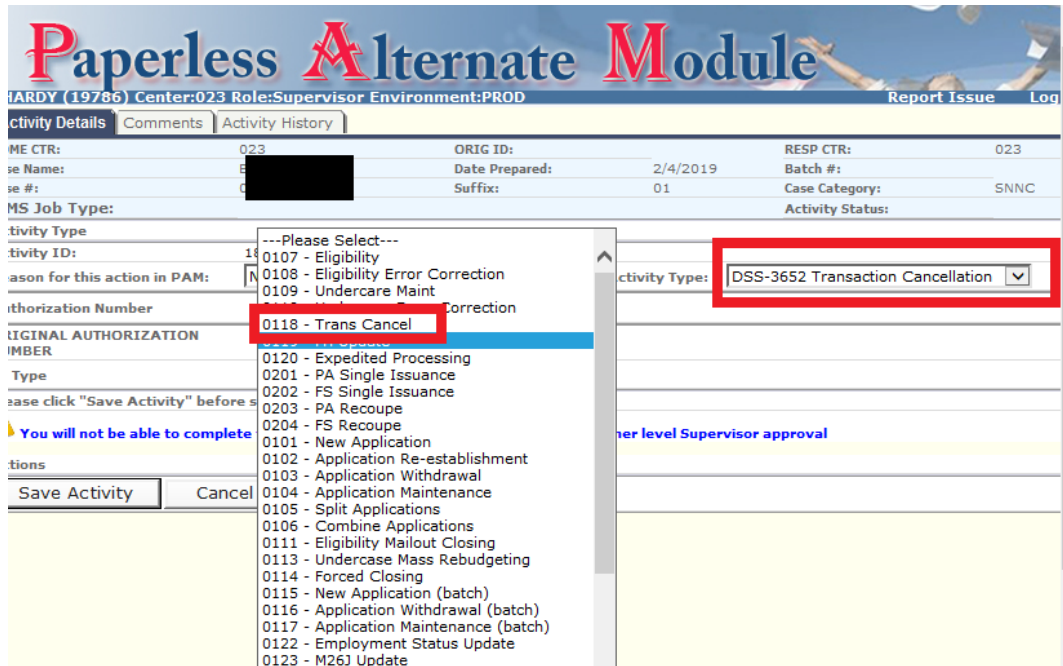 Paperless Alternate Module
HARDY (19786) Center:023 Role:Supervisor Environment:PROD Report Issue Log
ctivity Details Comments Activity History
OME CTR: 023 ORIG ID: RESP CTR: 023
se Name: Date Prepared: 2/4/2019 Batch #:
se #: Suffix: 01 Case Category: SNNC
MS Job Type: Activity Status:
ctivity Type
ctivity ID: 18
eason for this action in PAM: N ctivity Type: DSS-3652 Transaction Cancellation
uthorization Number
RIGINAL AUTHORIZATION
UMBER
Type
ease click "Save Activity" before s
You will not be able to complete her level Supervisor approval
ctions
Save Activity Cancel
---Please Select---
0107 - Eligibility
0108 - Eligibility Error Correction
0109 - Undercare Maint
Correction
0118 - Trans Cancel
0120 - Expedited Processing
0201 - PA Single Issuance
0202 - FS Single Issuance
0203 - PA Recoupe
0204 - FS Recoupe
0101 - New Application
0102 - Application Re-establishment
0103 - Application Withdrawal
0104 - Application Maintenance
0105 - Split Applications
0106 - Combine Applications
0111 - Eligibility Mailout Closing
0113 - Undercase Mass Rebudgeting
0114 - Forced Closing
0115 - New Application (batch)
0116 - Application Withdrawal (batch)
0117 - Application Maintenance (batch)
0122 - Employment Status Update
0123 - M26J Update